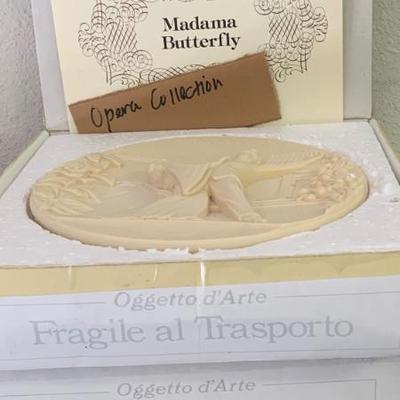 Madama
Butterfly
Opera Collection
Oggetto d'Arte
Fragile al Trasporto
Oggetto d'Arte